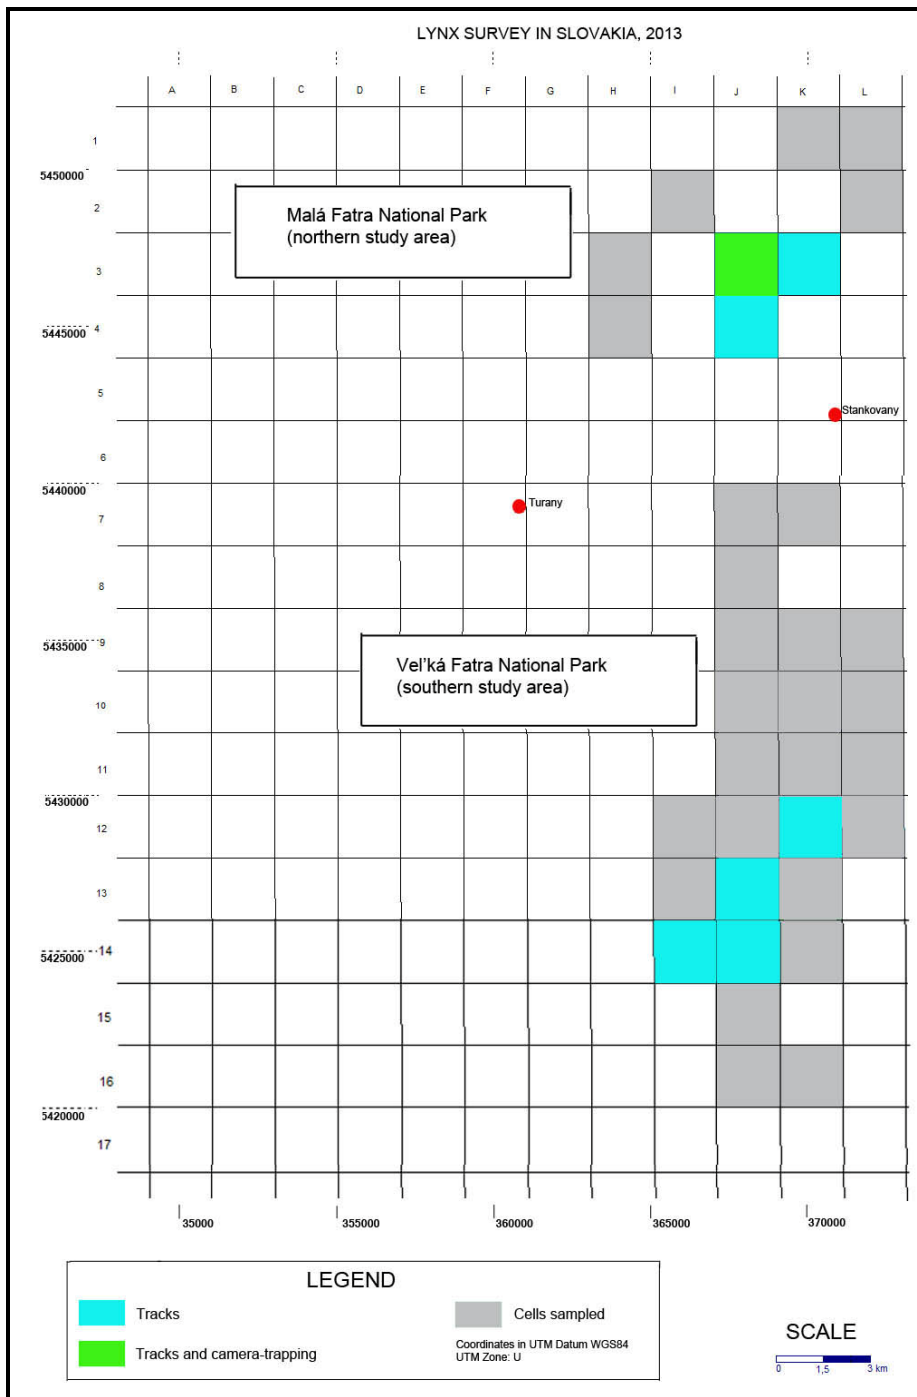 LYNX SURVEY IN SLOVAKIA, 2013
A B C D E F G H I J K L
1
5450000
2
Malá Fatra National Park
(northern study area)
3
5445000 4
5
Stankovany
6
5440000
Turany
7
8
5435000 9
Vel'ká Fatra National Park
(southern study area)
10
11
5430000
12
13
5425000 14
15
16
5420000
17
35000 355000 360000 365000 370000
LEGEND
Tracks
Cells sampled
Tracks and camera-trapping
Coordinates in UTM Datum WGS84
UTM Zone: U
SCALE
0 1,5 3 km